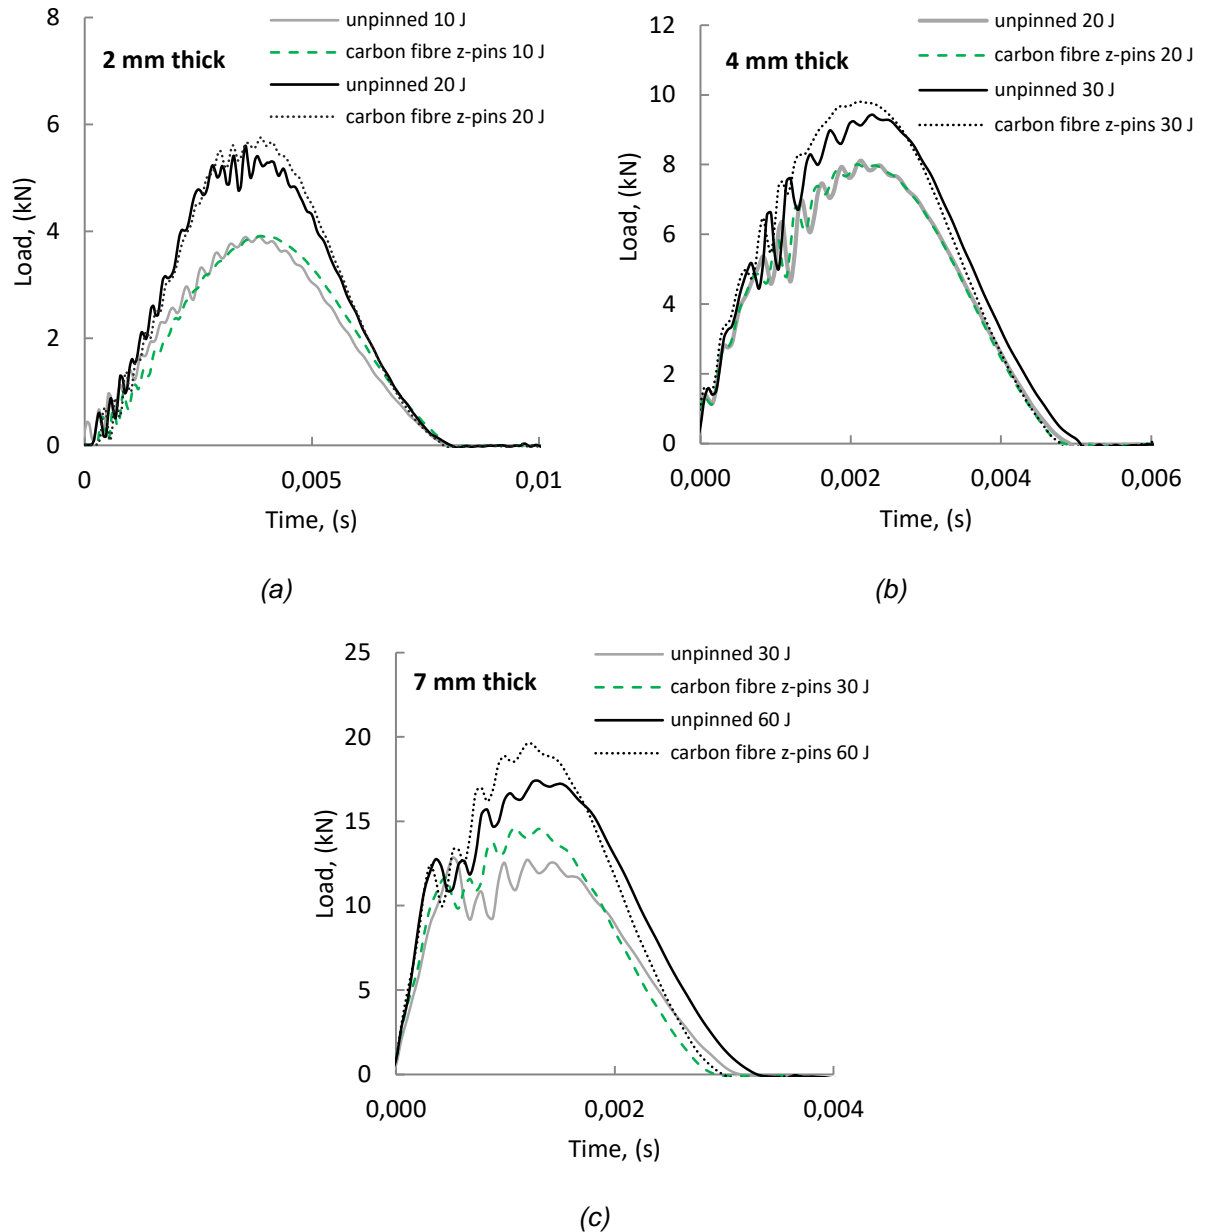 unpinned 10 J
carbon fibre z-pins 10 J
unpinned 20 J
carbon fibre z-pins 20 J
2 mm thick
8
6
4
2
0
Load, (kN)
0
0,005
0,01
Time, (s)
(a)
unpinned 20 J
carbon fibre z-pins 20 J
unpinned 30 J
carbon fibre z-pins 30 J
4 mm thick
12
10
8
6
4
2
0
Load, (kN)
0,000
0,002
0,004
0,006
Time, (s)
(b)
unpinned 30 J
carbon fibre z-pins 30 J
unpinned 60 J
carbon fibre z-pins 60 J
7 mm thick
25
20
15
10
5
0
Load, (kN)
0,000
0,002
0,004
Time, (s)
(c)